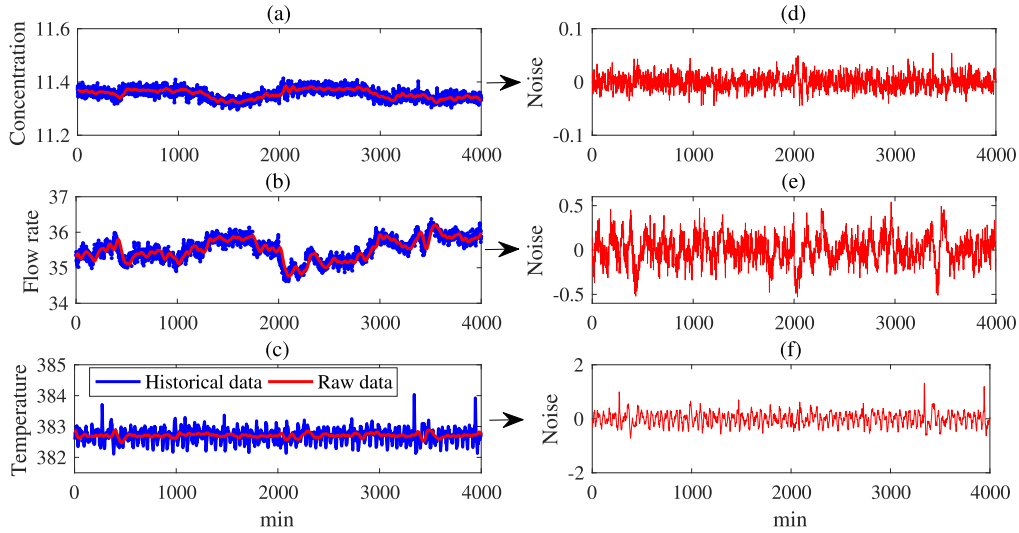 (a)
11.6
11.4
11.2
Concentration
0 1000 2000 3000 4000
(d)
0.1
0
-0.1
Noise
0 1000 2000 3000 4000
(b)
37
36
35
34
Flow rate
0 1000 2000 3000 4000
(e)
0.5
0
-0.5
Noise
0 1000 2000 3000 4000
(c)
385
384
383
382
Temperature
Historical data Raw data
0 1000 2000 3000 4000
min
(f)
2
0
-2
Noise
0 1000 2000 3000 4000
min